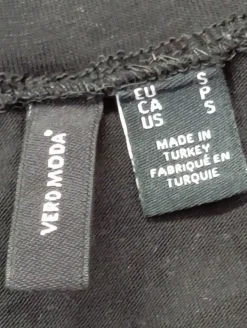 VERO MODA
EU S
CA P
US S
MADE IN
TURKEY
FABRIQUÉ EN
TURQUIE